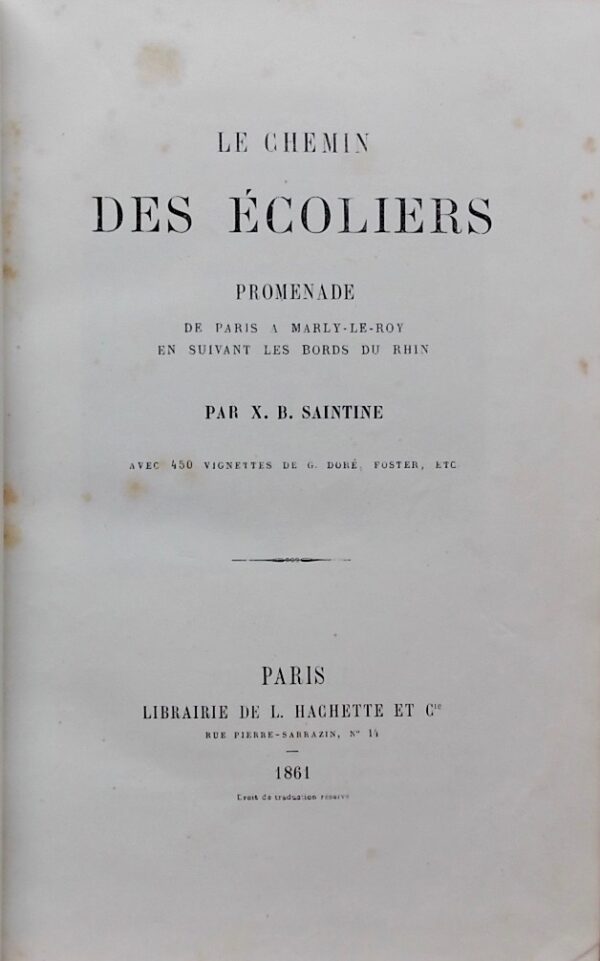 LE CHEMIN
DES ÉCOLIERS
PROMENADE
DE PARIS A MARLY-LE-ROY
EN SUIVANT LES BORDS DU RHIN
PAR X. B. SAINTINE
AVEC 450 VIGNETTES DE G. DORÉ, FOSTER, ETC.
PARIS
LIBRAIRIE DE L. HACHETTE ET Cie
RUE PIERRE-SARRAZIN, No 14
1861
Droit de traduction réservé